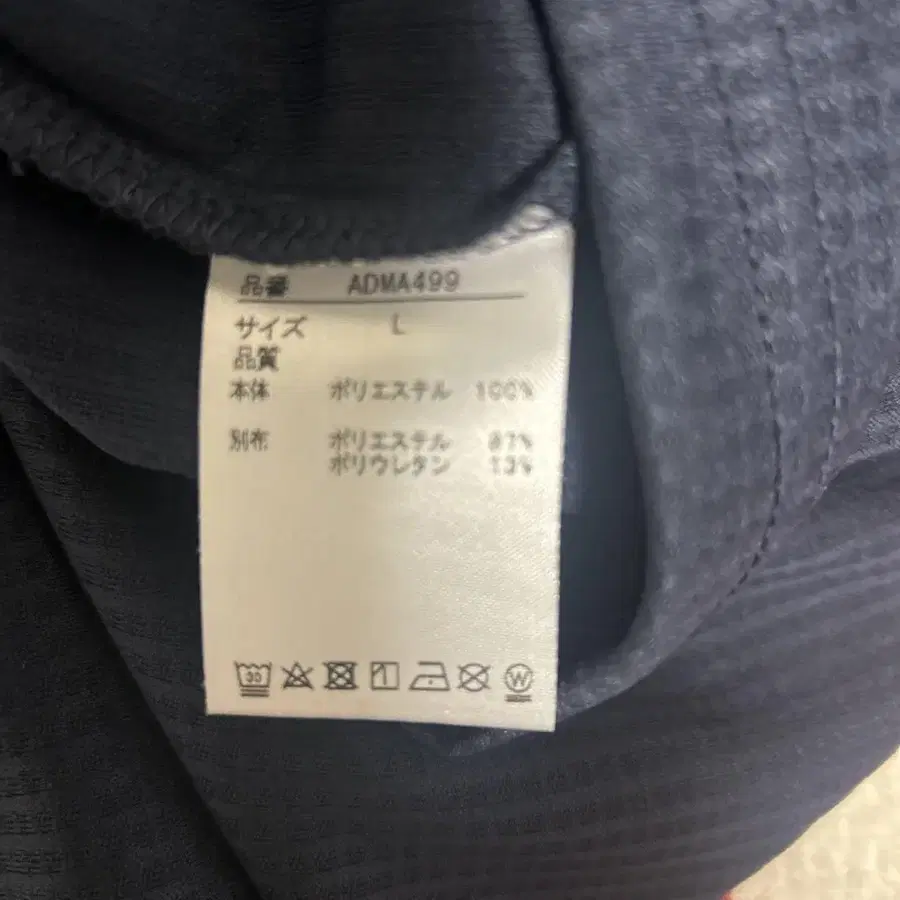 品番 ADMA499
サイズ L
品質
本体 ポリエステル 100%
別布 ポリエステル 87%
ポリウレタン 13%
30
W